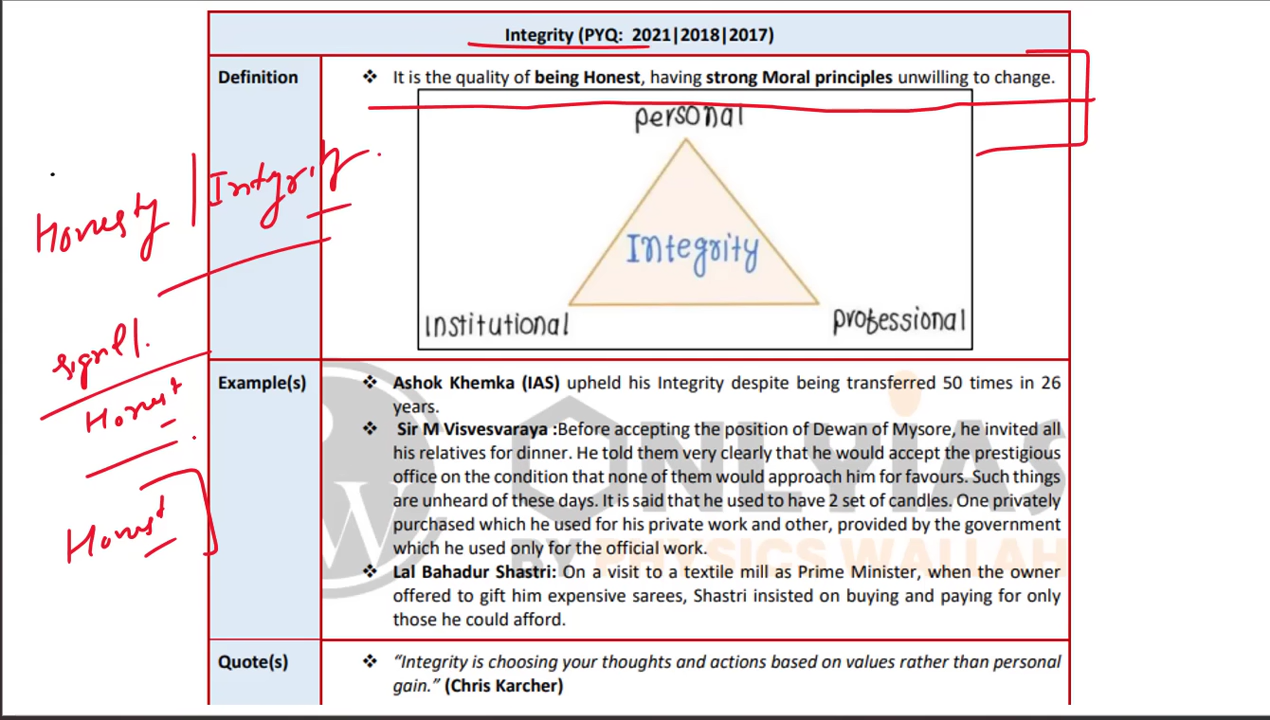 Integrity (PYQ: 2021|2018|2017)
Definition
❖ It is the quality of being Honest, having strong Moral principles unwilling to change.
personal
Integrity
Institutional
professional
Honesty | Integrity
signal.
Honest
Honest
Example(s)
❖ Ashok Khemka (IAS) upheld his Integrity despite being transferred 50 times in 26
years.
❖ Sir M Visvesvaraya :Before accepting the position of Dewan of Mysore, he invited all
his relatives for dinner. He told them very clearly that he would accept the prestigious
office on the condition that none of them would approach him for favours. Such things
are unheard of these days. It is said that he used to have 2 set of candles. One privately
purchased which he used for his private work and other, provided by the government
which he used only for the official work.
❖ Lal Bahadur Shastri: On a visit to a textile mill as Prime Minister, when the owner
offered to gift him expensive sarees, Shastri insisted on buying and paying for only
those he could afford.
ONLYIAS
BY PHYSICS WALLAH
Quote(s)
❖ “Integrity is choosing your thoughts and actions based on values rather than personal
gain.” (Chris Karcher)